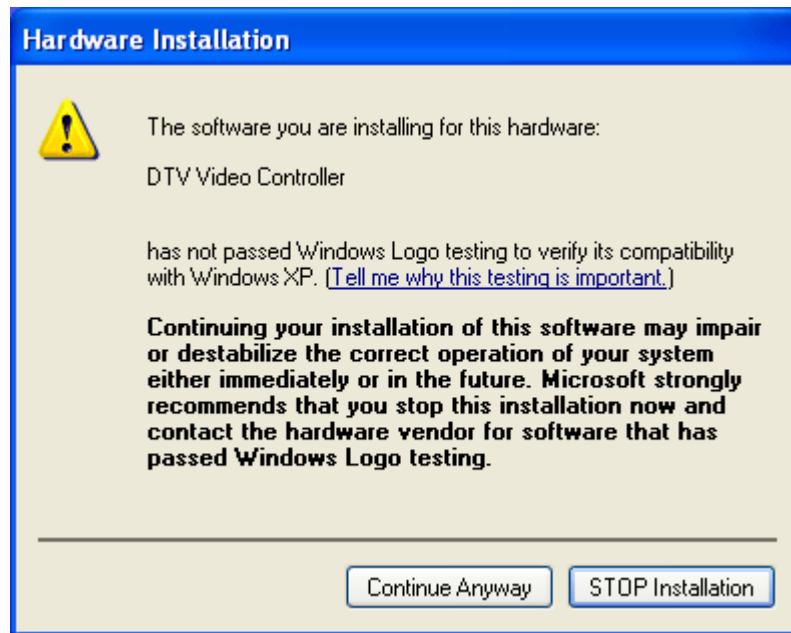 Hardware Installation
The software you are installing for this hardware:
DTV Video Controller
has not passed Windows Logo testing to verify its compatibility
with Windows XP. (Tell me why this testing is important.)
Continuing your installation of this software may impair
or destabilize the correct operation of your system
either immediately or in the future. Microsoft strongly
recommends that you stop this installation now and
contact the hardware vendor for software that has
passed Windows Logo testing.
Continue Anyway
STOP Installation